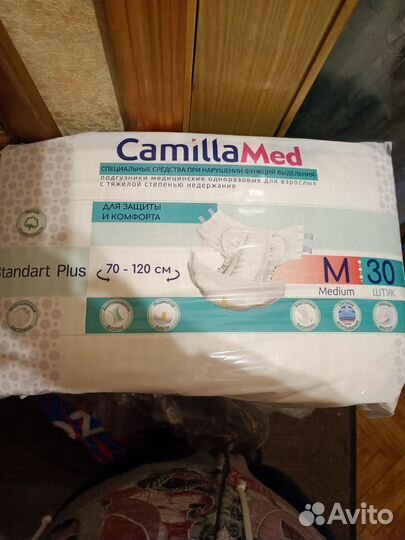 CamillaMed
СПЕЦИАЛЬНЫЕ СРЕДСТВА ПРИ НАРУШЕНИИ ФУНКЦИЙ ВЫДЕЛЕНИЯ:
подгузники медицинские одноразовые для взрослых
с тяжелой степенью недержания
ДЛЯ ЗАЩИТЫ
И КОМФОРТА
Standart Plus
70 - 120 см
M
Medium
30
ШТУК
Avito